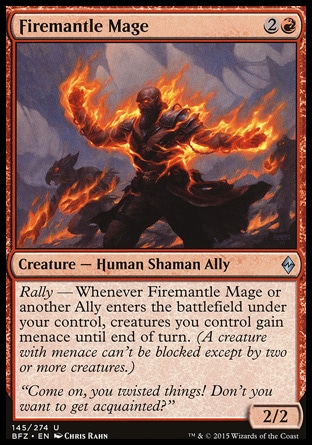 Firemantle Mage 2
Creature — Human Shaman Ally
Rally — Whenever Firemantle Mage or
another Ally enters the battlefield under
your control, creatures you control gain
menace until end of turn. (A creature
with menace can't be blocked except by two
or more creatures.)
"Come on, you twisted things! Don't you
want to get acquainted?"
2/2
145/274 U
BFZ • EN Chris Rahn ™ & © 2015 Wizards of the Coast